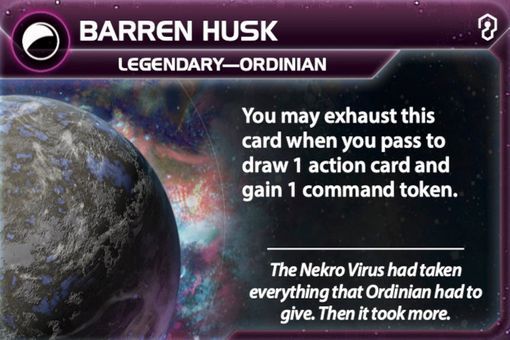 BARREN HUSK
LEGENDARY—ORDINIAN
You may exhaust this
card when you pass to
draw 1 action card and
gain 1 command token.
The Nekro Virus had taken
everything that Ordinian had to
give. Then it took more.